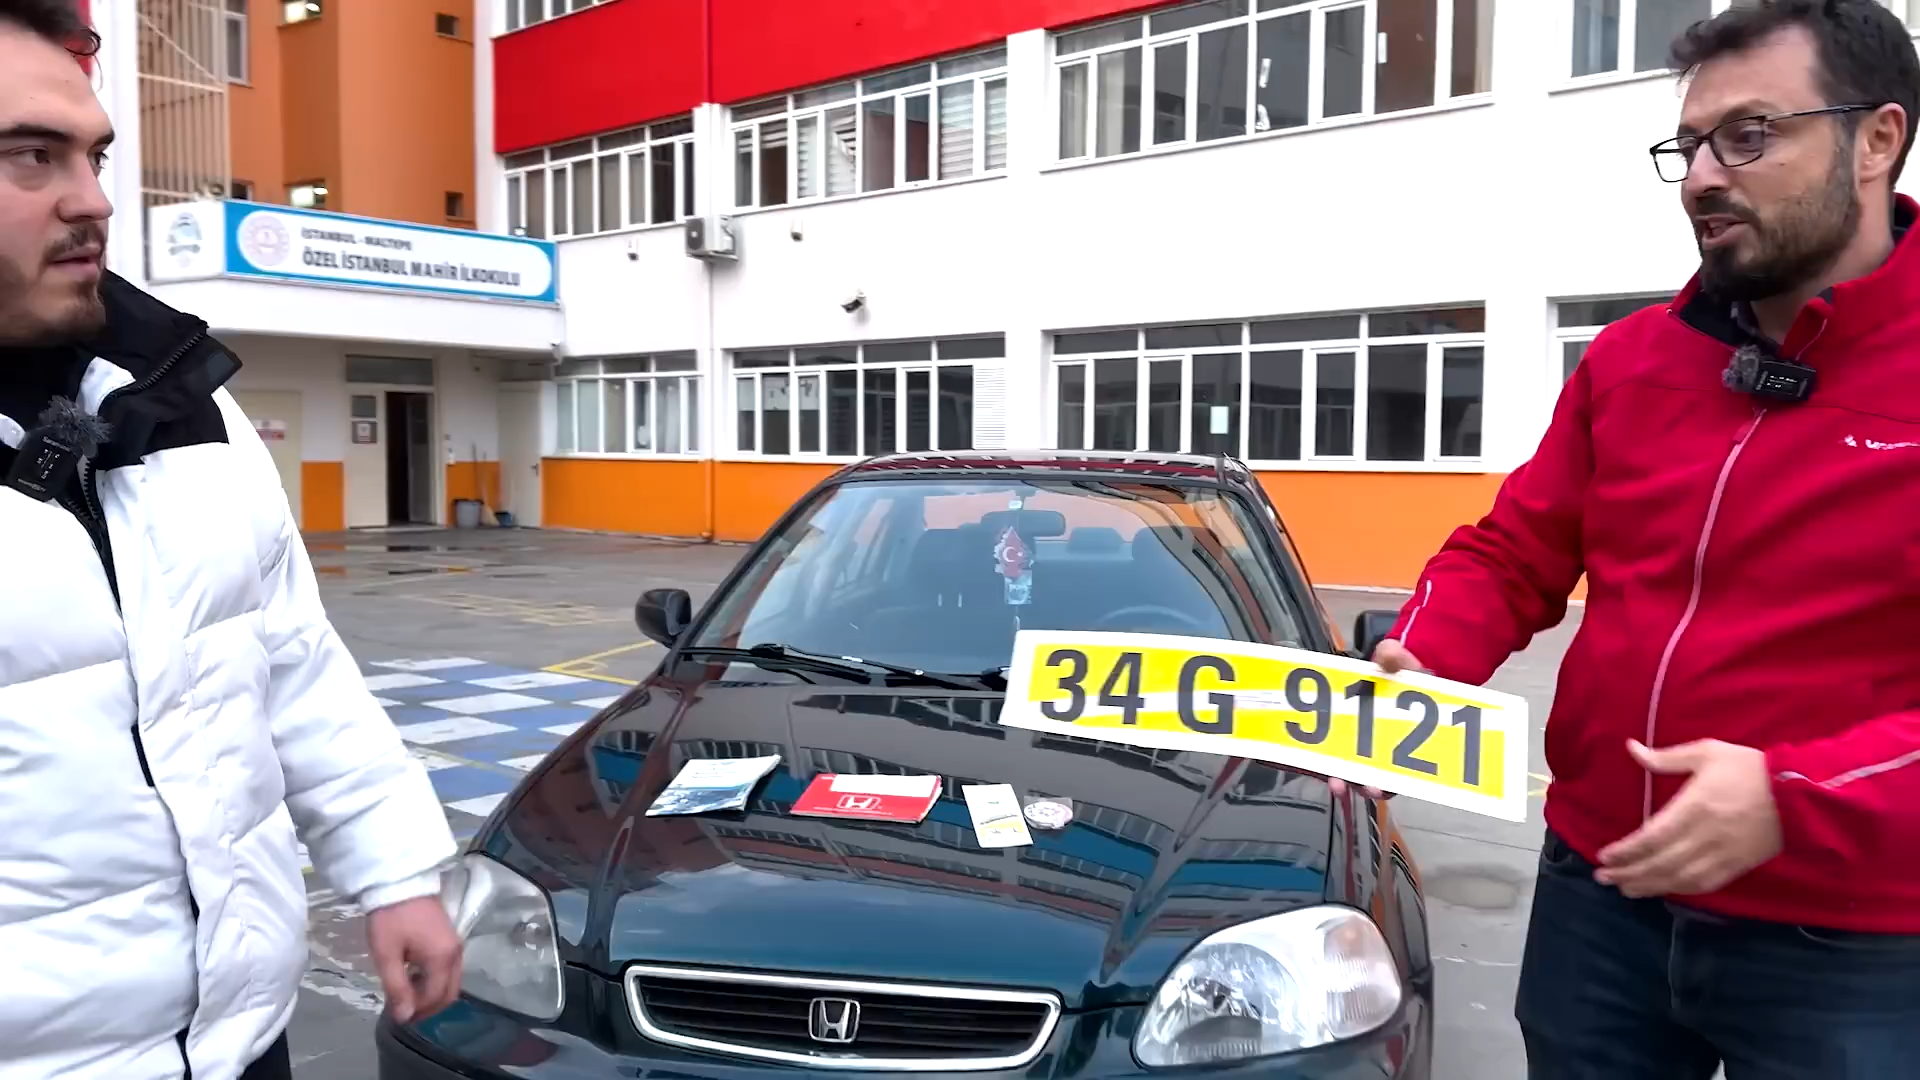 İSTANBUL - MALTEPE
ÖZEL İSTANBUL MAHİR İLKOKULU
34 G 9121